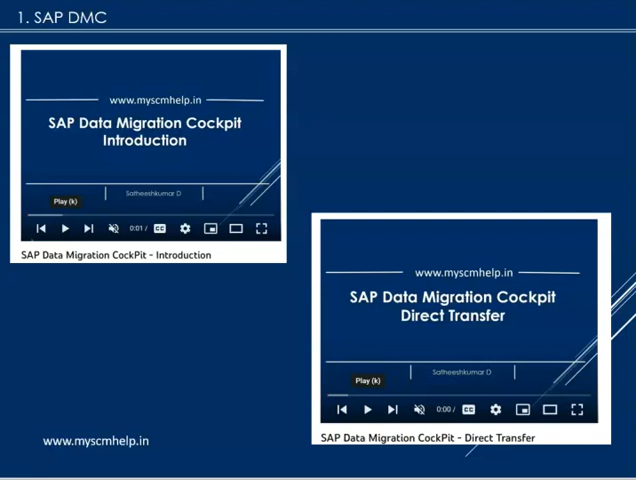 1. SAP DMC
www.myscmhelp.in
SAP Data Migration Cockpit
Introduction
Satheeshkumar D
Play (k)
0:01 /
CC
SAP Data Migration CockPit - Introduction
www.myscmhelp.in
SAP Data Migration Cockpit
Direct Transfer
Satheeshkumar D
Play (k)
0:00 /
CC
SAP Data Migration CockPit - Direct Transfer
www.myscmhelp.in